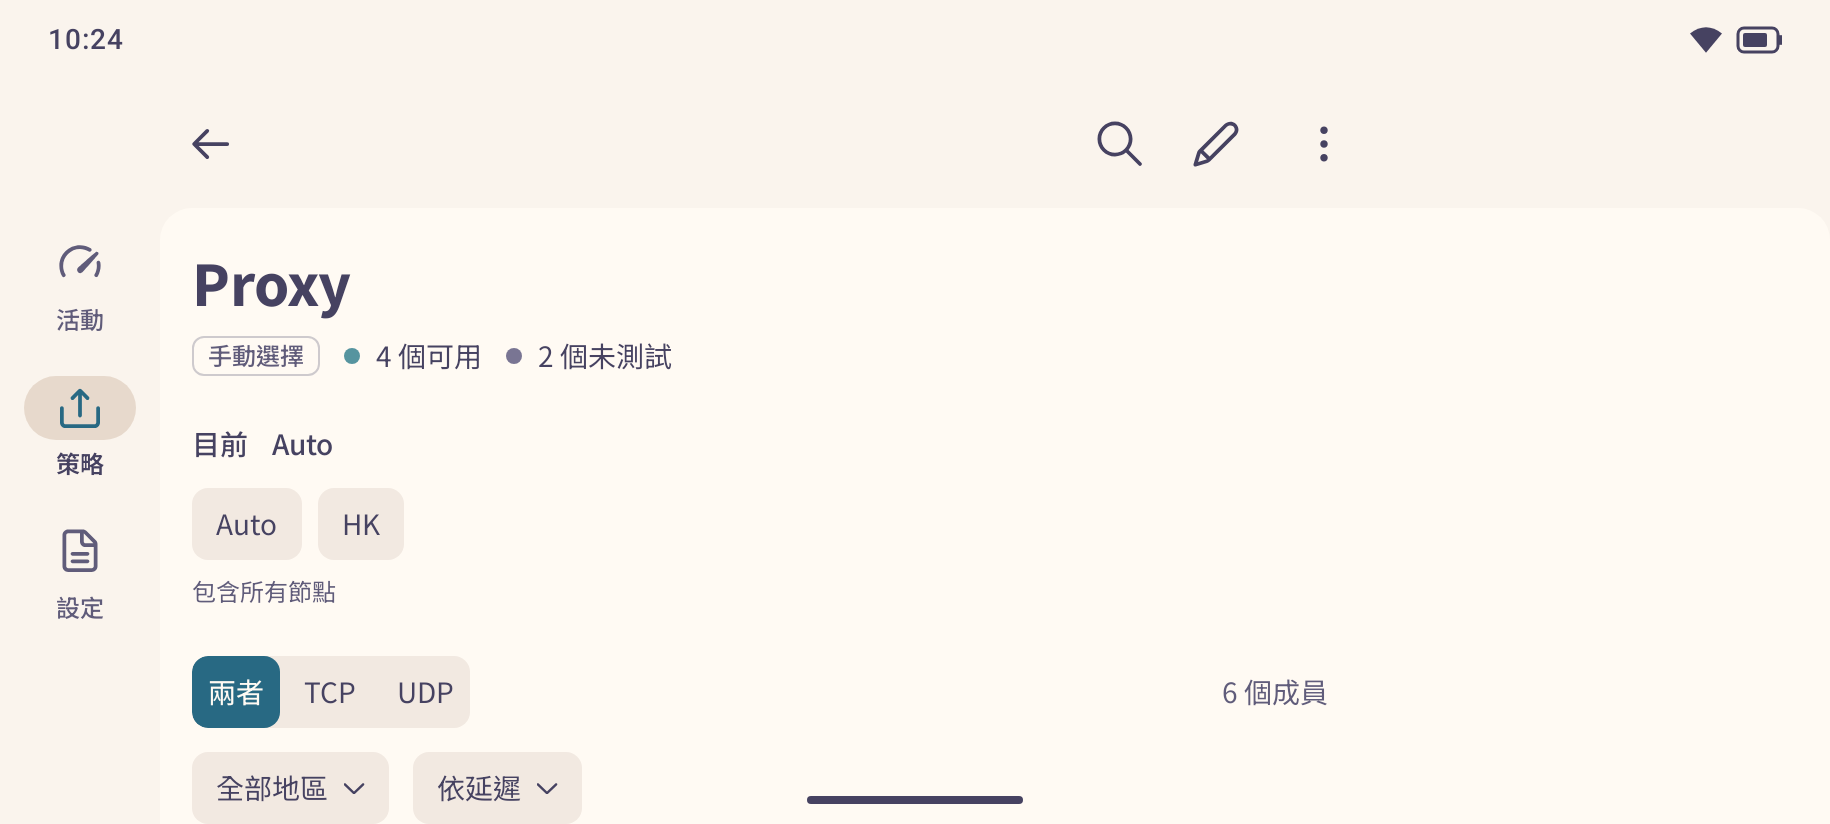 10:24
Proxy
手動選擇 4 個可用 2 個未測試
活動
目前 Auto
策略
Auto HK
包含所有節點
設定
兩者 TCP UDP 6 個成員
全部地區 依延遲